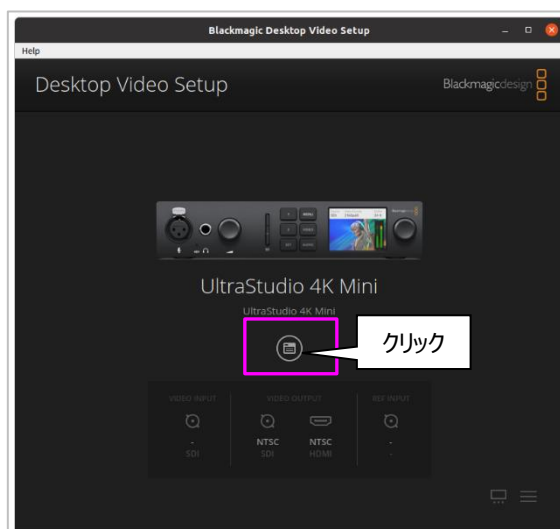 Blackmagic Desktop Video Setup
Help
Desktop Video Setup
Blackmagicdesign
UltraStudio 4K Mini
UltraStudio 4K Mini
クリック
VIDEO INPUT VIDEO OUTPUT REF INPUT
- NTSC NTSC -
SDI SDI HDMI -